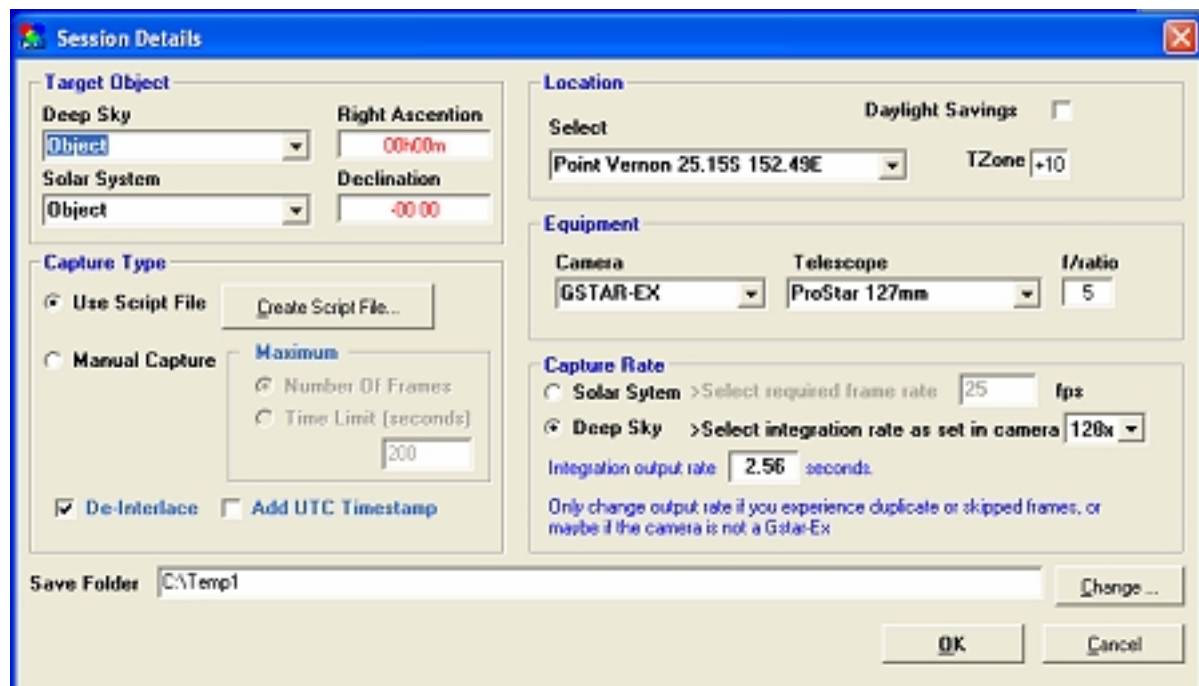 Session Details
Target Object
Deep Sky
Right Ascention
Object
00h00m
Solar System
Declination
Object
-00 00
Capture Type
Use Script File
Create Script File...
Manual Capture
Maximum
Number Of Frames
Time Limit (seconds)
200
De-Interlace
Add UTC Timestamp
Location
Daylight Savings
Select
Point Vernon 25.15S 152.49E
TZone +10
Equipment
Camera
Telescope
f/ratio
GSTAR-EX
ProStar 127mm
5
Capture Rate
Solar Sytem >Select required frame rate 25 fps
Deep Sky >Select integration rate as set in camera 128x
Integration output rate 2.56 seconds.
Only change output rate if you experience duplicate or skipped frames, or
maybe if the camera is not a Gstar-Ex
Save Folder C:\Temp1
Change ...
OK
Cancel